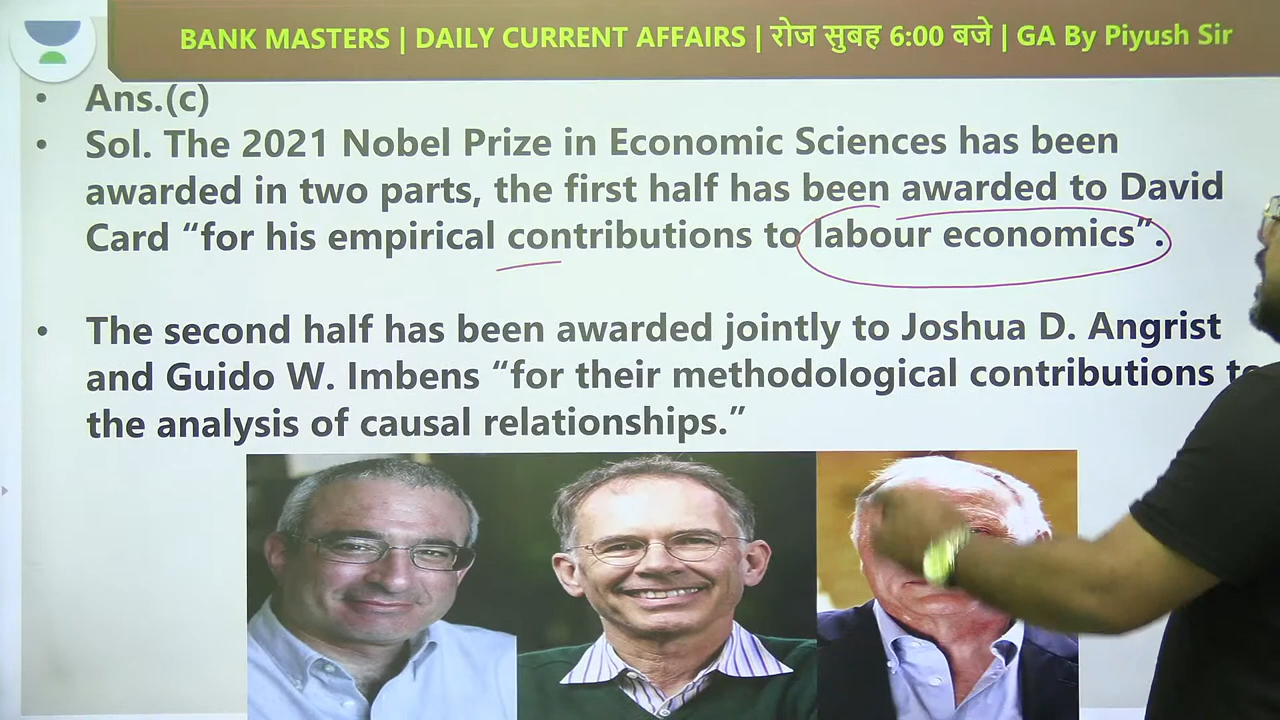 BANK MASTERS | DAILY CURRENT AFFAIRS | रोज सुबह 6:00 बजे | GA By Piyush Sir
• Ans.(c)
• Sol. The 2021 Nobel Prize in Economic Sciences has been
awarded in two parts, the first half has been awarded to David
Card “for his empirical contributions to labour economics”.
• The second half has been awarded jointly to Joshua D. Angrist
and Guido W. Imbens “for their methodological contributions to
the analysis of causal relationships.”